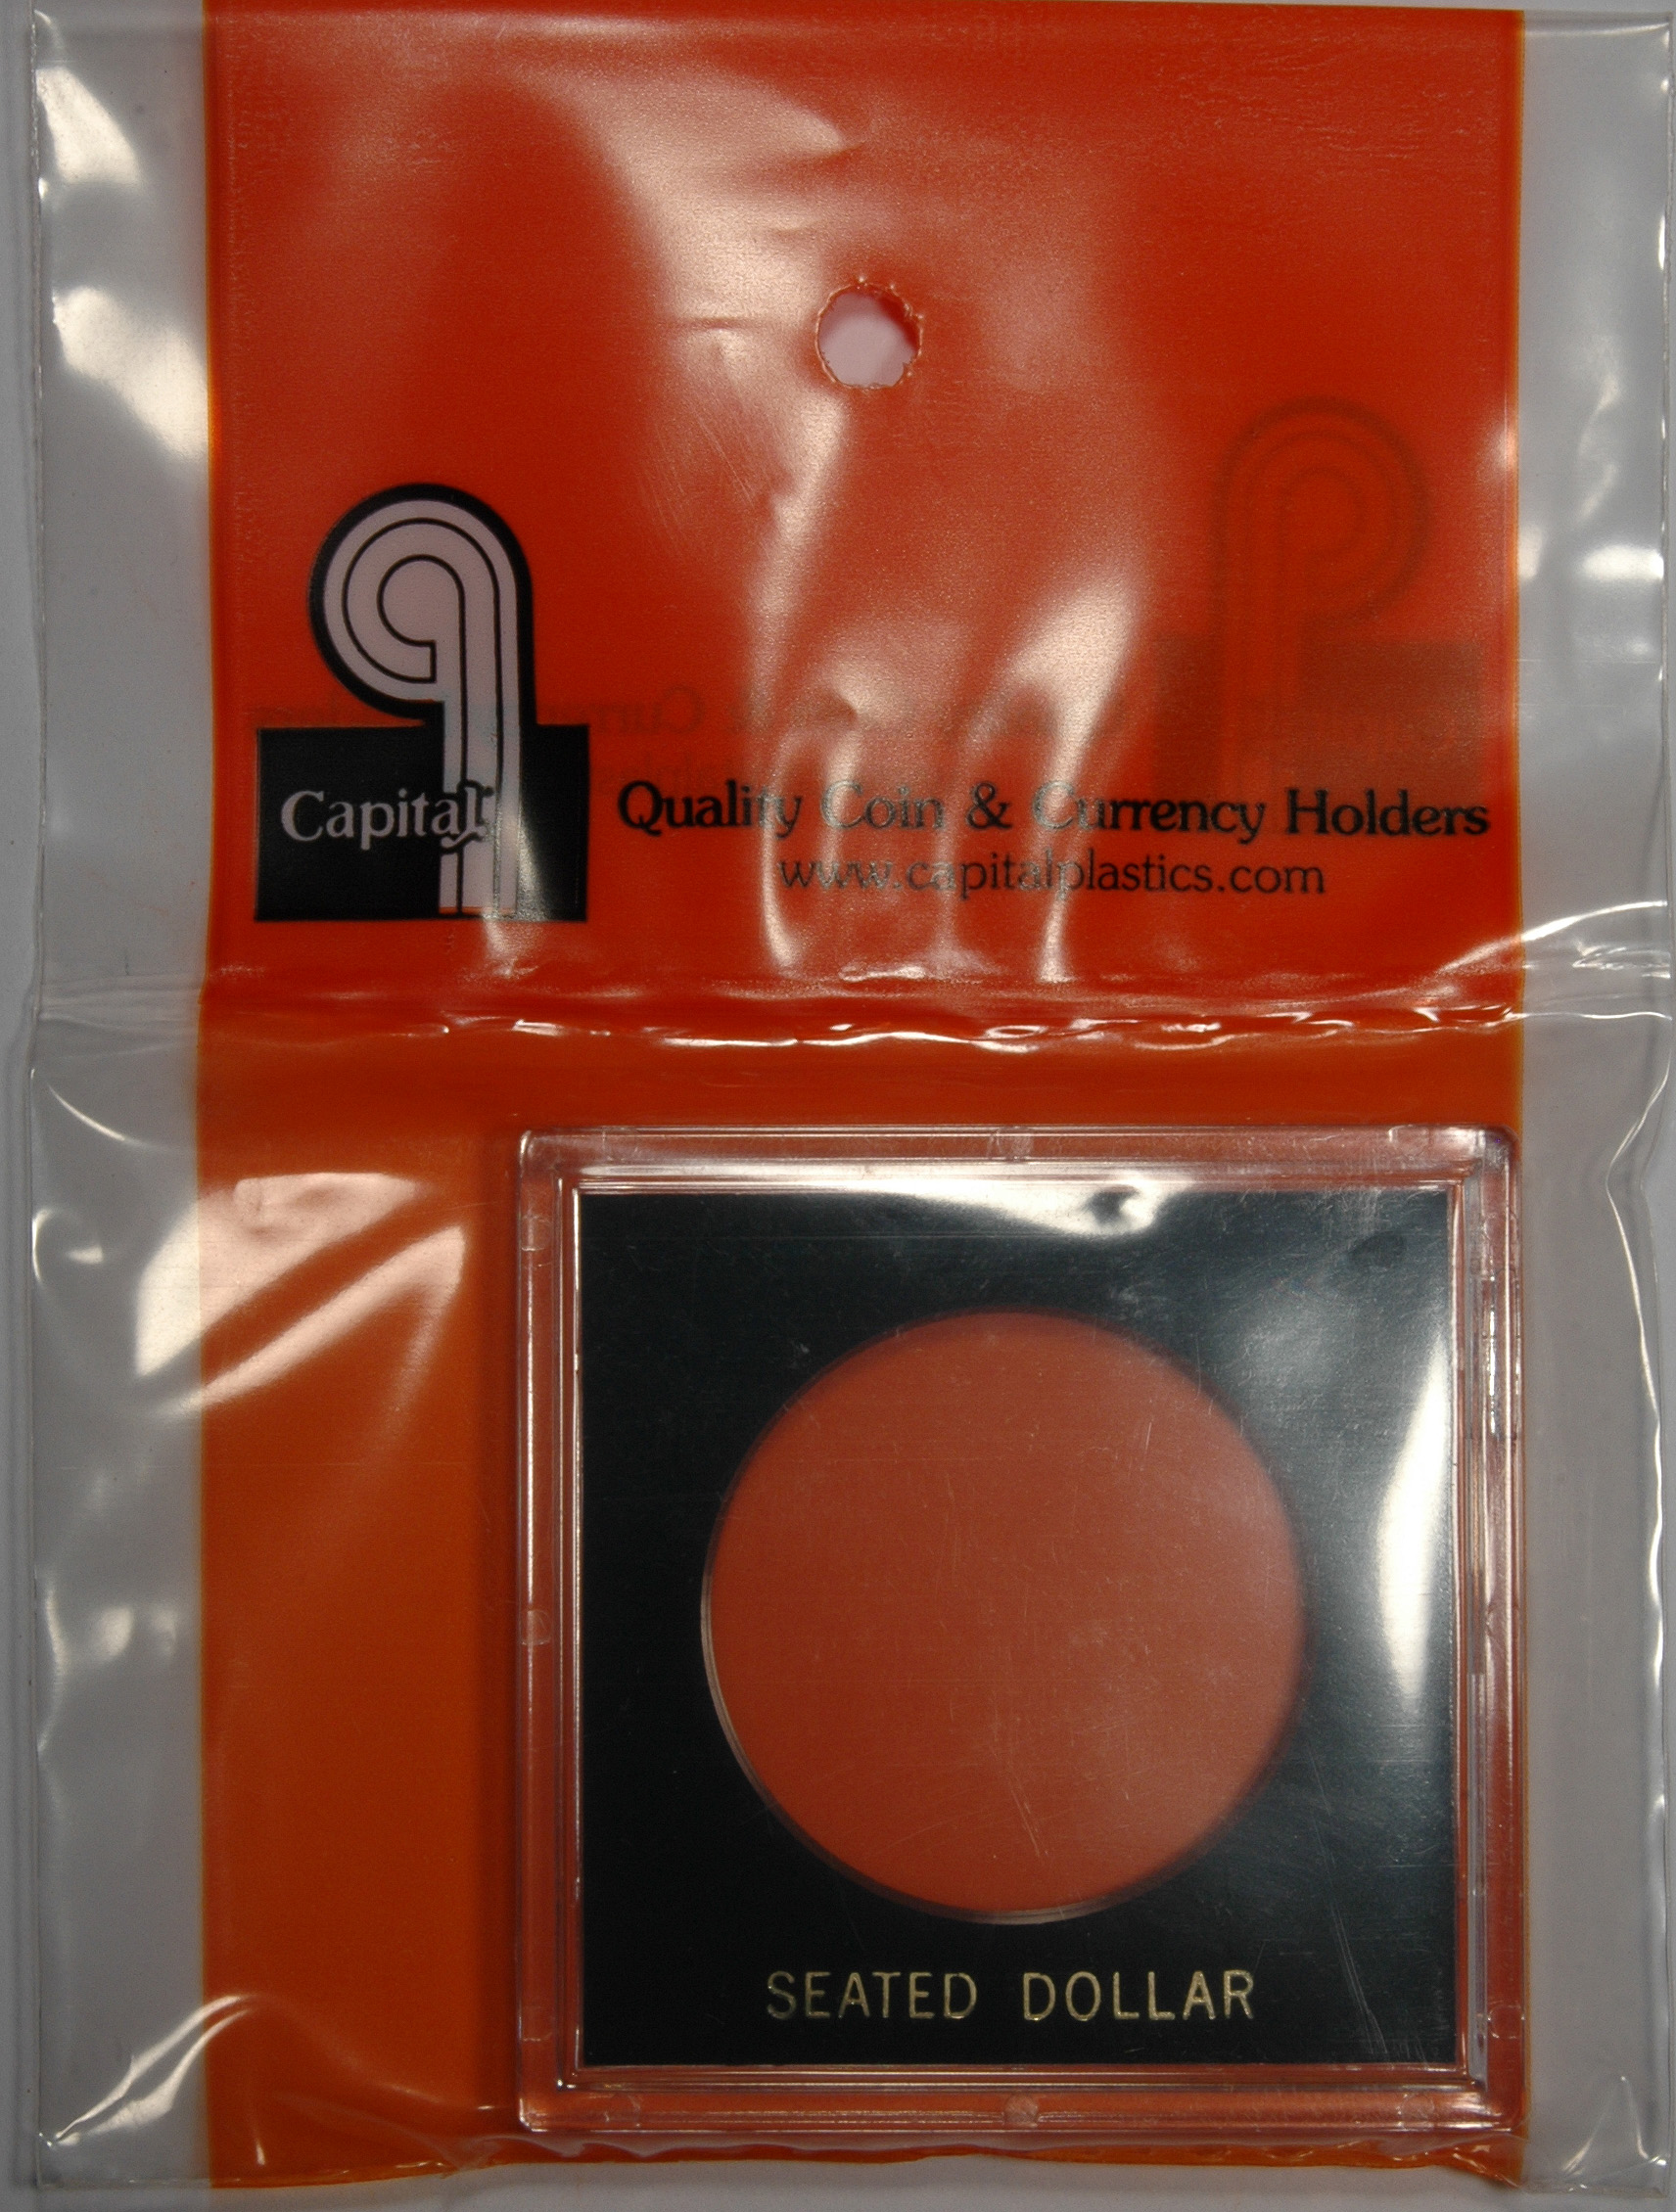 Capital
Quality Coin & Currency Holders
www.capitalplastics.com
SEATED DOLLAR